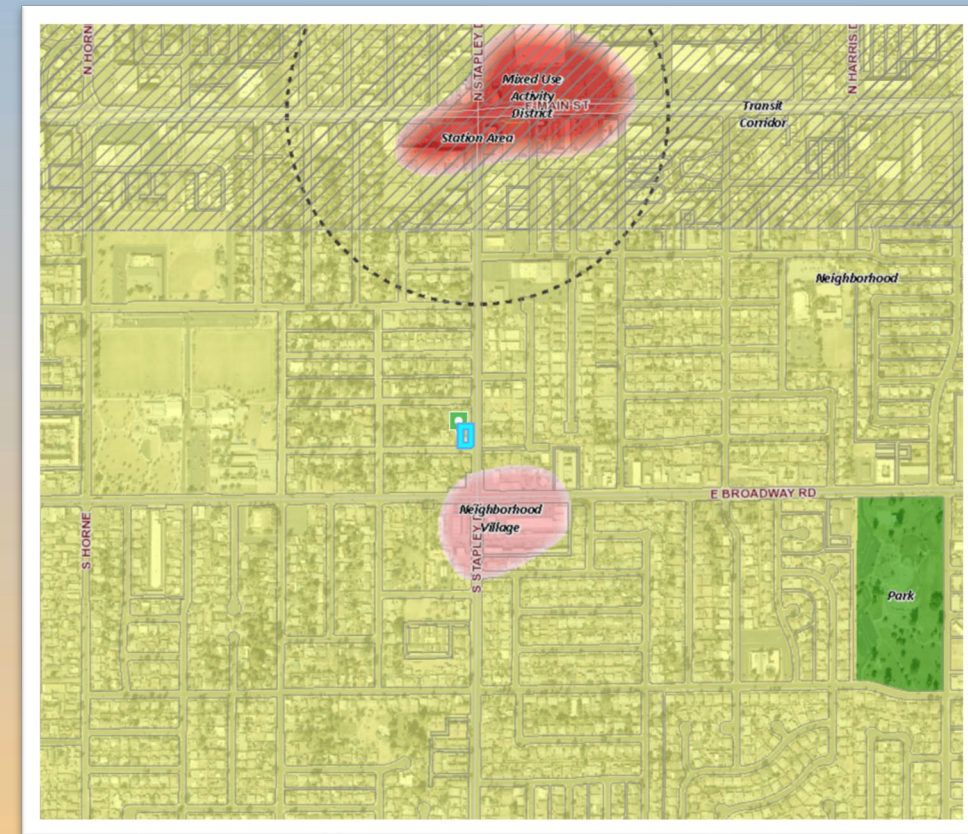 N HORN
N STAPLEY D
N HARRIS D
Mixed Use
Activity
District
E MAIN ST
Station Area
Transit
Corridor
Neighborhood
E BROADWAY RD
Neighborhood
Village
S STAPLEY D
S HORNE
Park